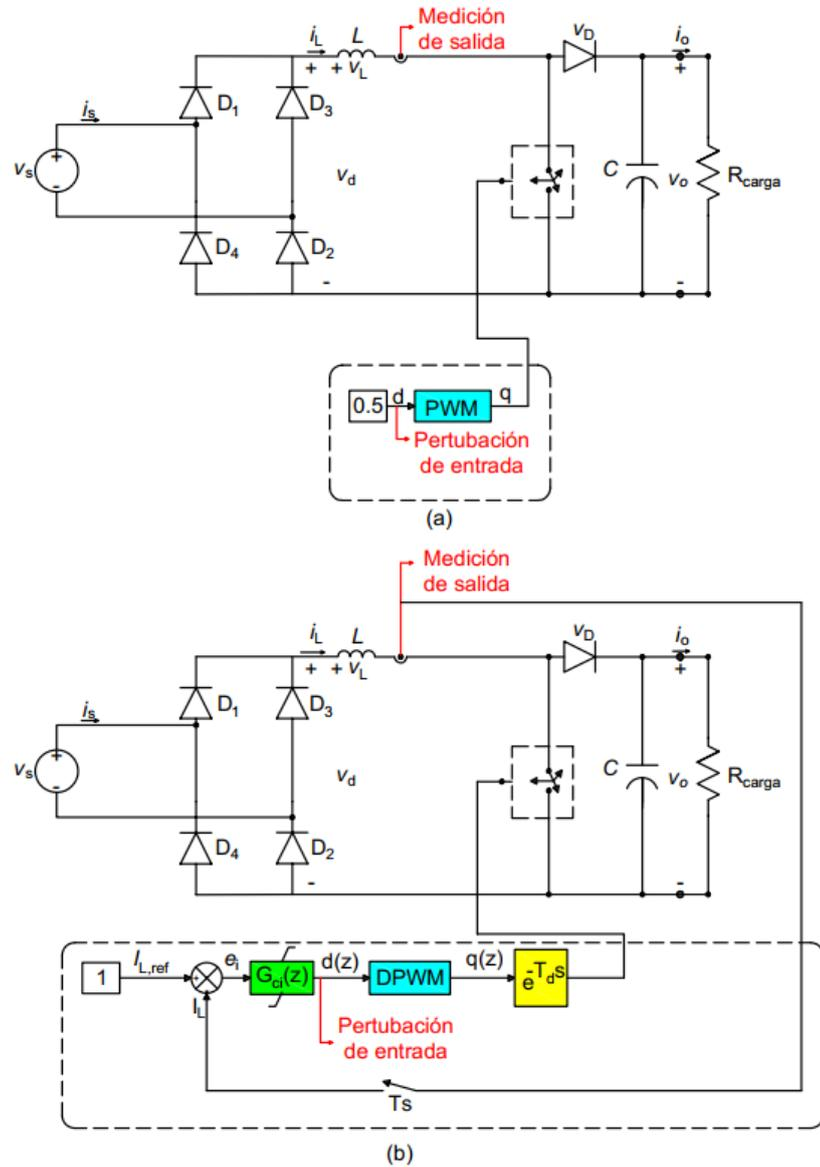 Medición
de salida
i_L
L
+ + v_L
v_D
i_o
+
D_1
D_3
i_s
v_s
+
-
v_d
C
v_o
R_carga
D_4
D_2
-
-
0.5
d
PWM
q
Pertubación
de entrada
(a)
Medición
de salida
i_L
L
+ + v_L
v_D
i_o
+
D_1
D_3
i_s
v_s
+
-
v_d
C
v_o
R_carga
D_4
D_2
-
-
1
I_L,ref
e_i
G_ci(z)
d(z)
DPWM
q(z)
e^-T_d s
I_L
Pertubación
de entrada
Ts
(b)